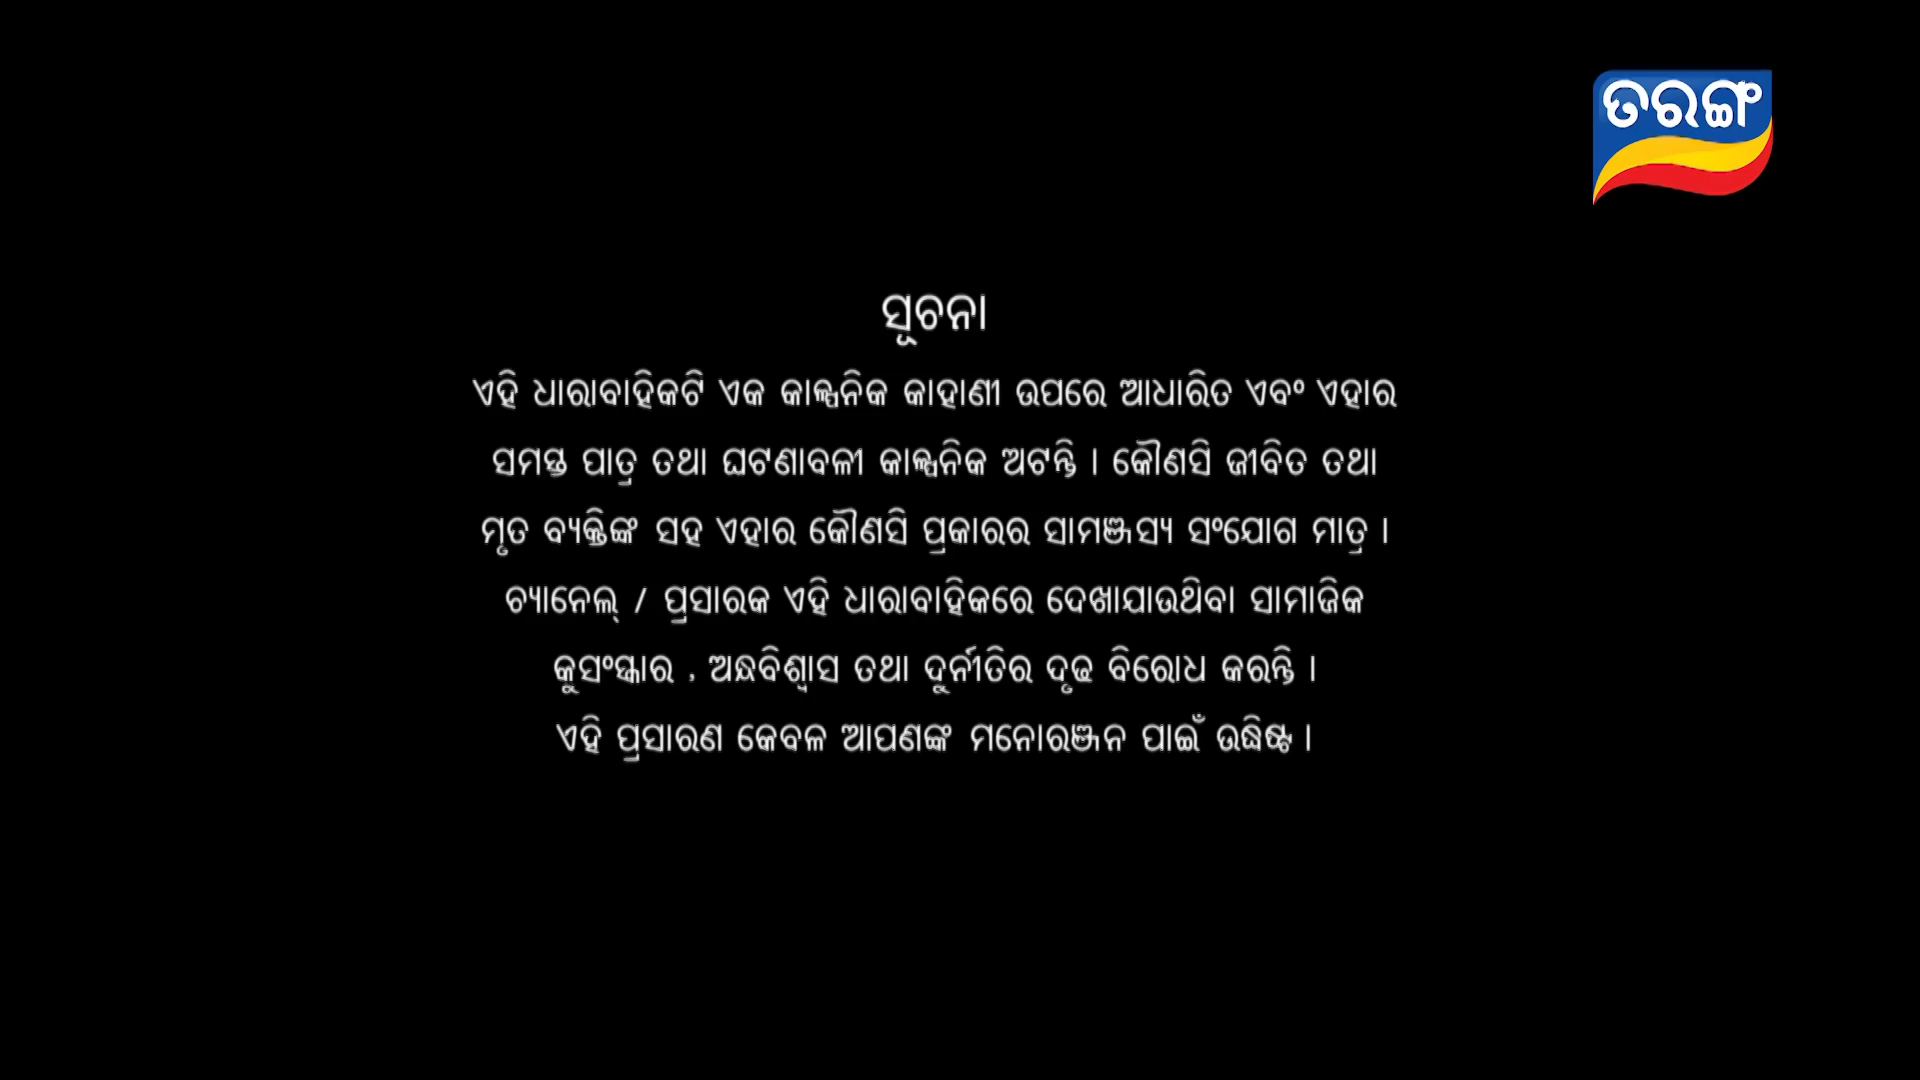 ତରଙ୍ଗ
ସୂଚନା
ଏହି ଧାରାବାହିକଟି ଏକ କାଳ୍ପନିକ କାହାଣୀ ଉପରେ ଆଧାରିତ ଏବଂ ଏହାର
ସମସ୍ତ ପାତ୍ର ତଥା ଘଟଣାବଳୀ କାଳ୍ପନିକ ଅଟନ୍ତି । କୌଣସି ଜୀବିତ ତଥା
ମୃତ ବ୍ୟକ୍ତିଙ୍କ ସହ ଏହାର କୌଣସି ପ୍ରକାରର ସାମଞ୍ଜସ୍ୟ ସଂଯୋଗ ମାତ୍ର ।
ଚ୍ୟାନେଲ୍ / ପ୍ରସାରକ ଏହି ଧାରାବାହିକରେ ଦେଖାଯାଉଥିବା ସାମାଜିକ
କୁସଂସ୍କାର , ଅନ୍ଧବିଶ୍ୱାସ ତଥା ଦୁର୍ନୀତିର ଦୃଢ ବିରୋଧ କରନ୍ତି ।
ଏହି ପ୍ରସାରଣ କେବଳ ଆପଣଙ୍କ ମନୋରଞ୍ଜନ ପାଇଁ ଉଦ୍ଧିଷ୍ଟ ।